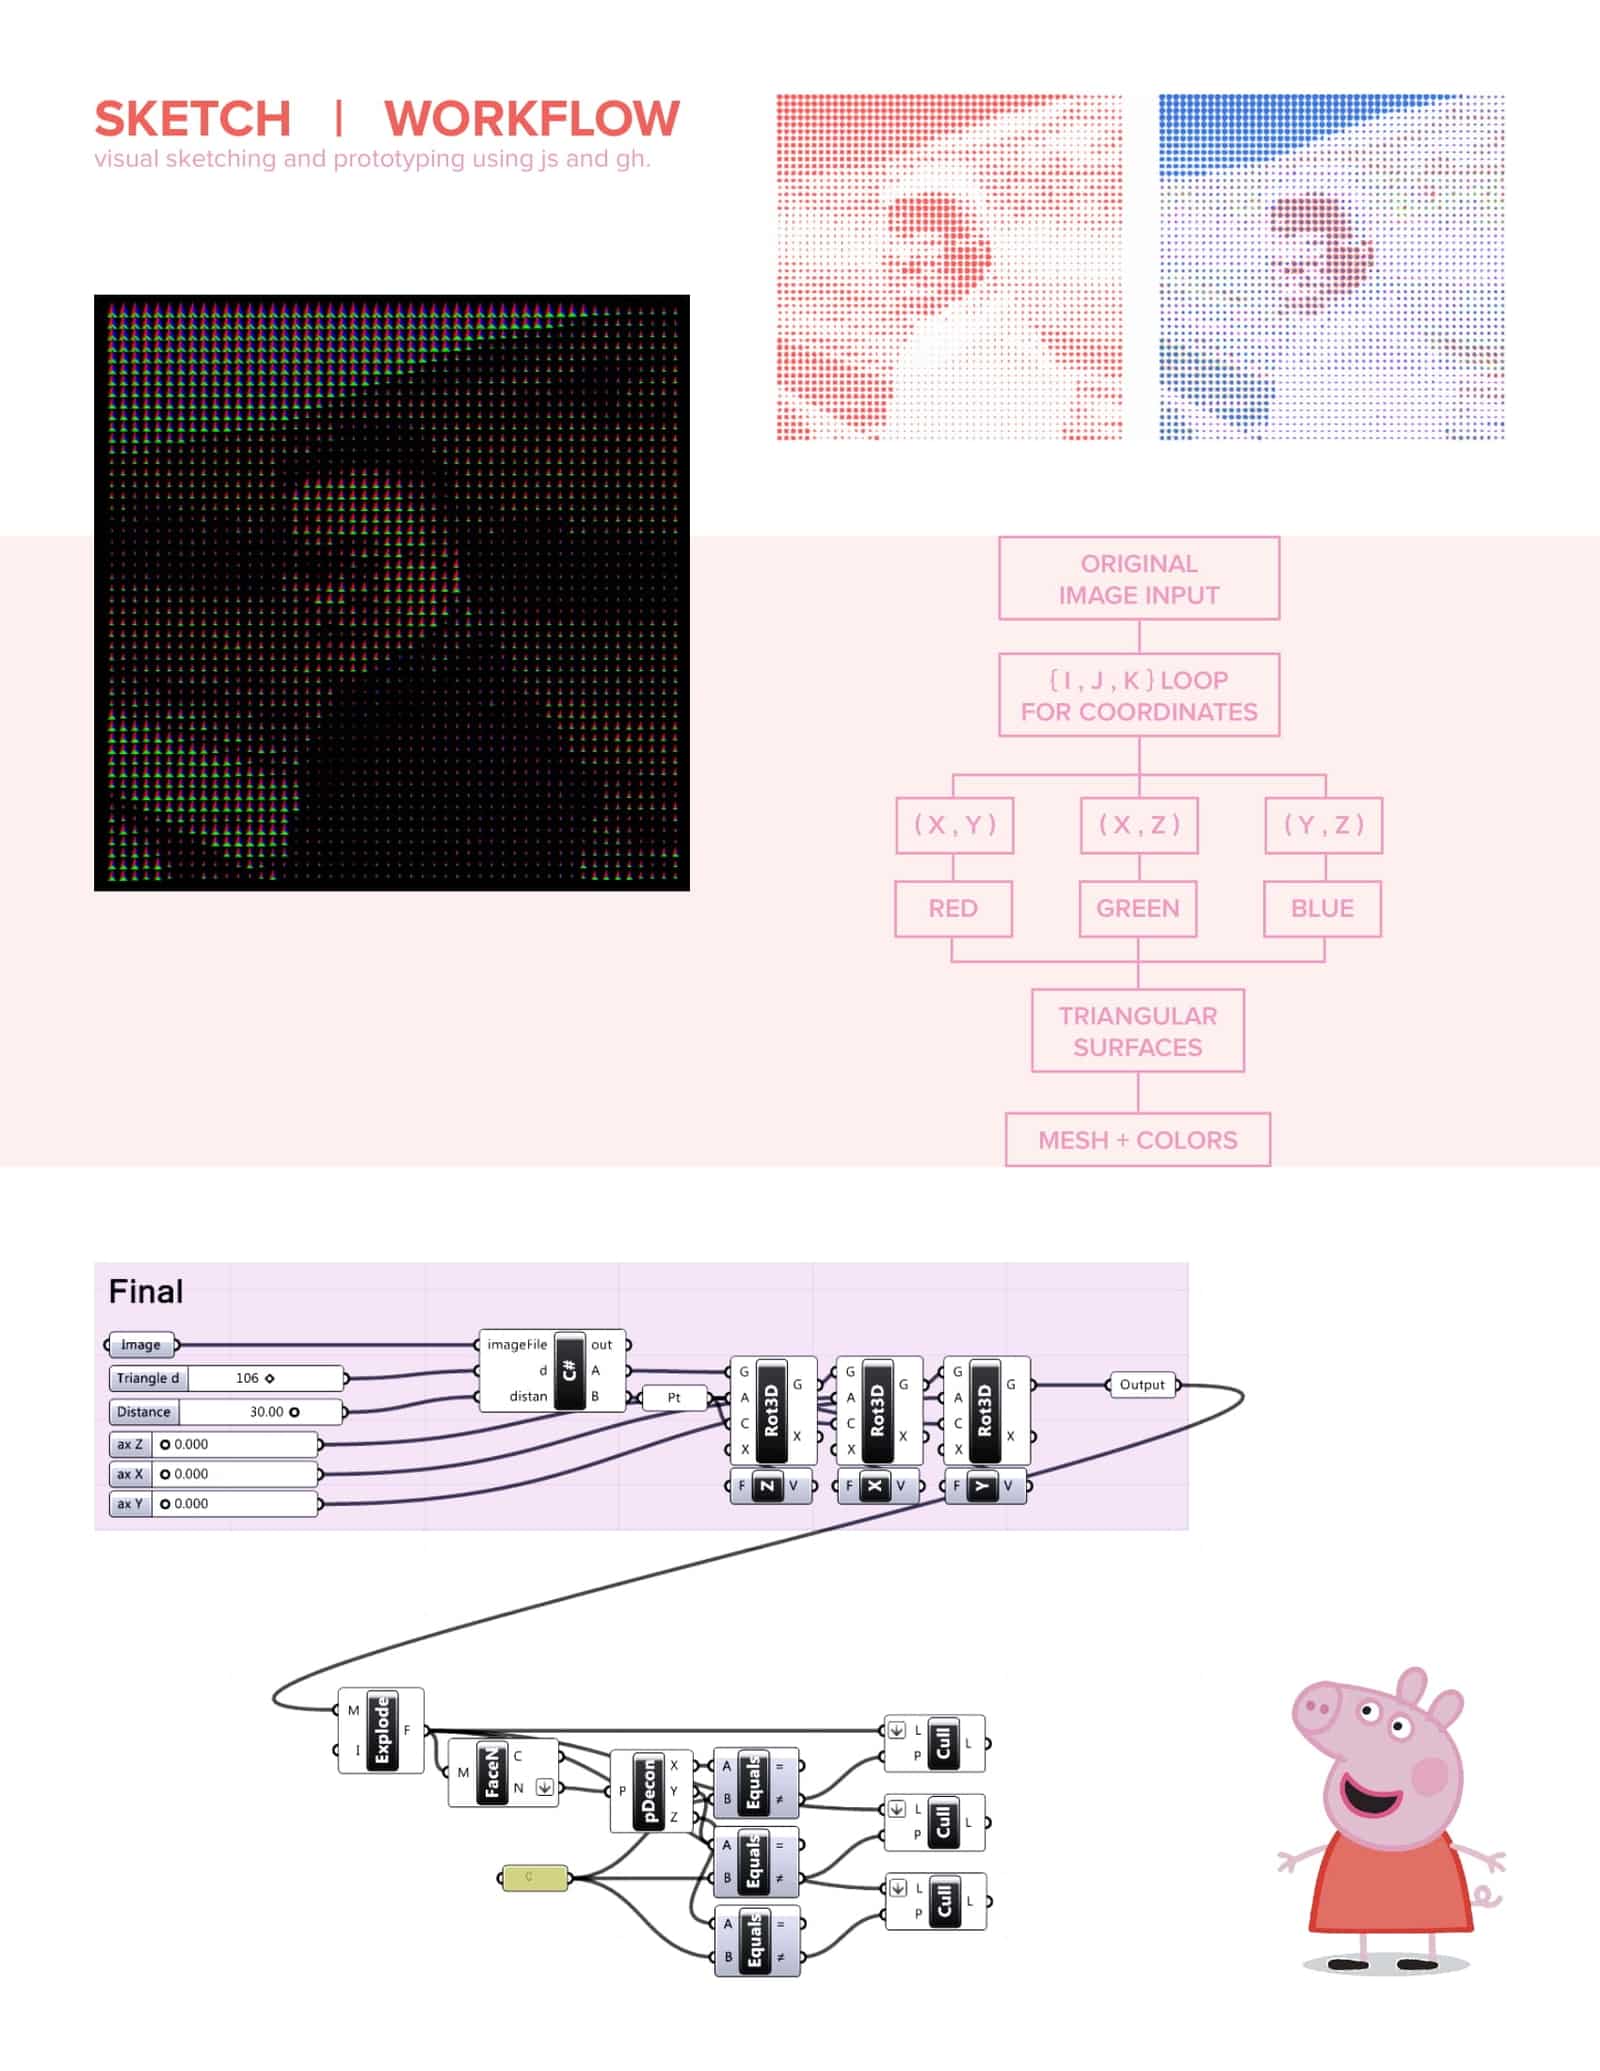 SKETCH | WORKFLOW
visual sketching and prototyping using js and gh.
ORIGINAL
IMAGE INPUT
{ I , J , K } LOOP
FOR COORDINATES
( X , Y )
( X , Z )
( Y , Z )
RED
GREEN
BLUE
TRIANGULAR
SURFACES
MESH + COLORS
Final
Image
Triangle d 106
Distance 30.00
ax Z 0.000
ax X 0.000
ax Y 0.000
imageFile
d
distan
C#
out
A
B
Pt
G
A
C
X
Rot3D
G
X
G
A
C
X
Rot3D
G
X
G
A
C
X
Rot3D
G
X
F Z V
F X V
F Y V
Output
M
I
Explode
F
M
FaceN
C
N
P
pDecon
X
Y
Z
A
B
Equals
=
≠
A
B
Equals
=
≠
A
B
Equals
=
≠
L
P
Cull
L
L
P
Cull
L
L
P
Cull
L